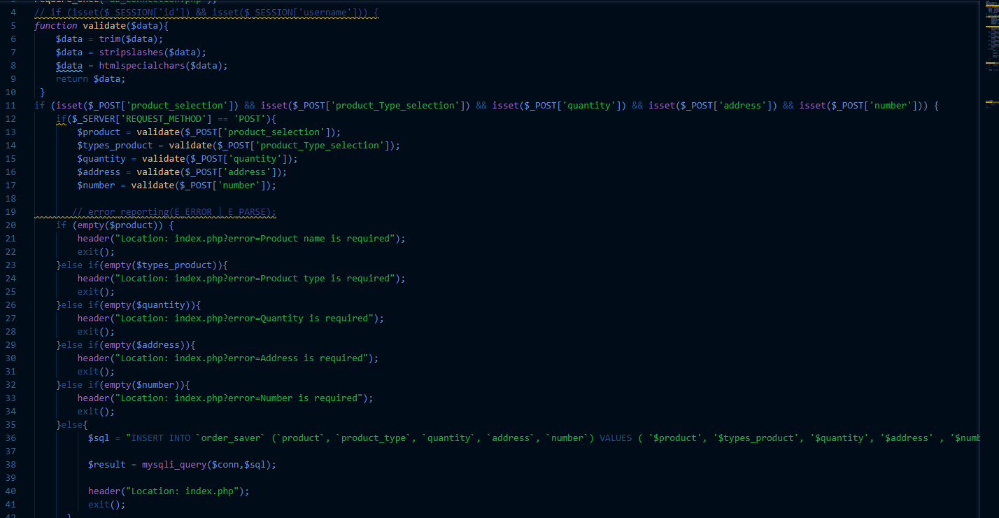 3 require_once("db_connection.php");
4 // if (isset($_SESSION['id']) && isset($_SESSION['username'])) {
5 function validate($data){
6 $data = trim($data);
7 $data = stripslashes($data);
8 $data = htmlspecialchars($data);
9 return $data;
10 }
11 if (isset($_POST['product_selection']) && isset($_POST['product_Type_selection']) && isset($_POST['quantity']) && isset($_POST['address']) && isset($_POST['number'])) {
12 if($_SERVER['REQUEST_METHOD'] == 'POST'){
13 $product = validate($_POST['product_selection']);
14 $types_product = validate($_POST['product_Type_selection']);
15 $quantity = validate($_POST['quantity']);
16 $address = validate($_POST['address']);
17 $number = validate($_POST['number']);
18
19 // error_reporting(E_ERROR | E_PARSE);
20 if (empty($product)) {
21 header("Location: index.php?error=Product name is required");
22 exit();
23 }else if(empty($types_product)){
24 header("Location: index.php?error=Product type is required");
25 exit();
26 }else if(empty($quantity)){
27 header("Location: index.php?error=Quantity is required");
28 exit();
29 }else if(empty($address)){
30 header("Location: index.php?error=Address is required");
31 exit();
32 }else if(empty($number)){
33 header("Location: index.php?error=Number is required");
34 exit();
35 }else{
36 $sql = "INSERT INTO `order_saver` (`product`, `product_type`, `quantity`, `address`, `number`) VALUES ( '$product', '$types_product', '$quantity', '$address' , '$numb
37
38 $result = mysqli_query($conn,$sql);
39
40 header("Location: index.php");
41 exit();
42 }